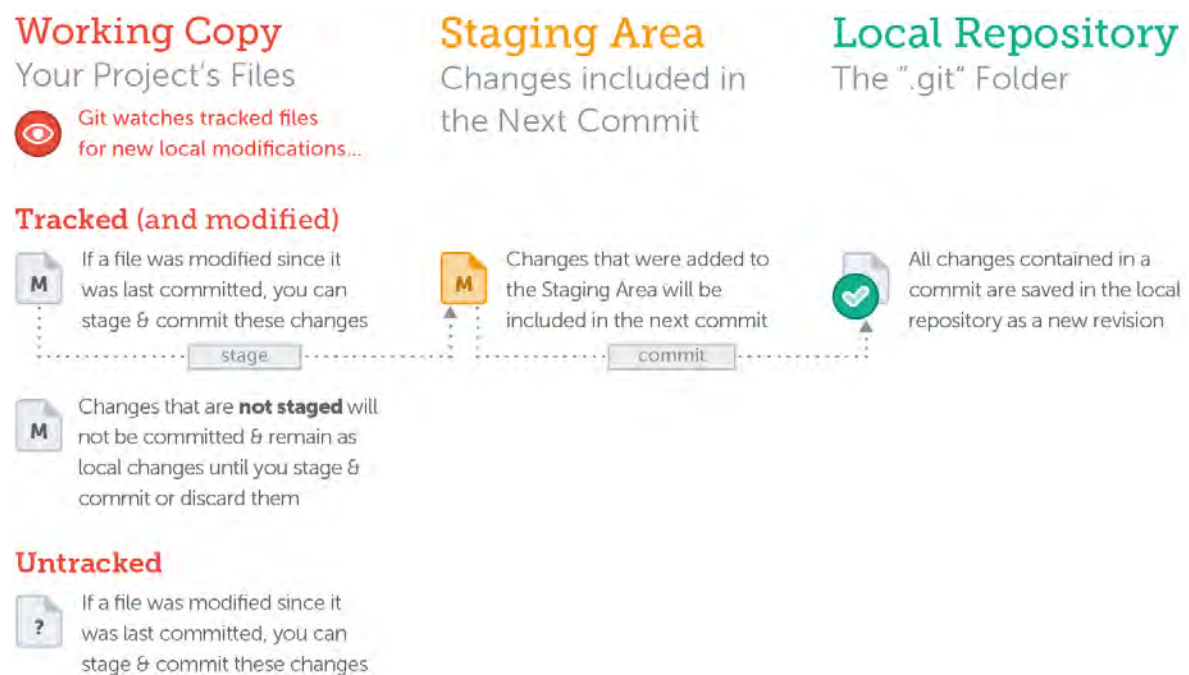 Working Copy
Your Project's Files
Git watches tracked files
for new local modifications...
Staging Area
Changes included in
the Next Commit
Local Repository
The ".git" Folder
Tracked (and modified)
M
If a file was modified since it
was last committed, you can
stage & commit these changes
stage
M
Changes that were added to
the Staging Area will be
included in the next commit
commit
All changes contained in a
commit are saved in the local
repository as a new revision
M
Changes that are not staged will
not be committed & remain as
local changes until you stage &
commit or discard them
Untracked
?
If a file was modified since it
was last committed, you can
stage & commit these changes